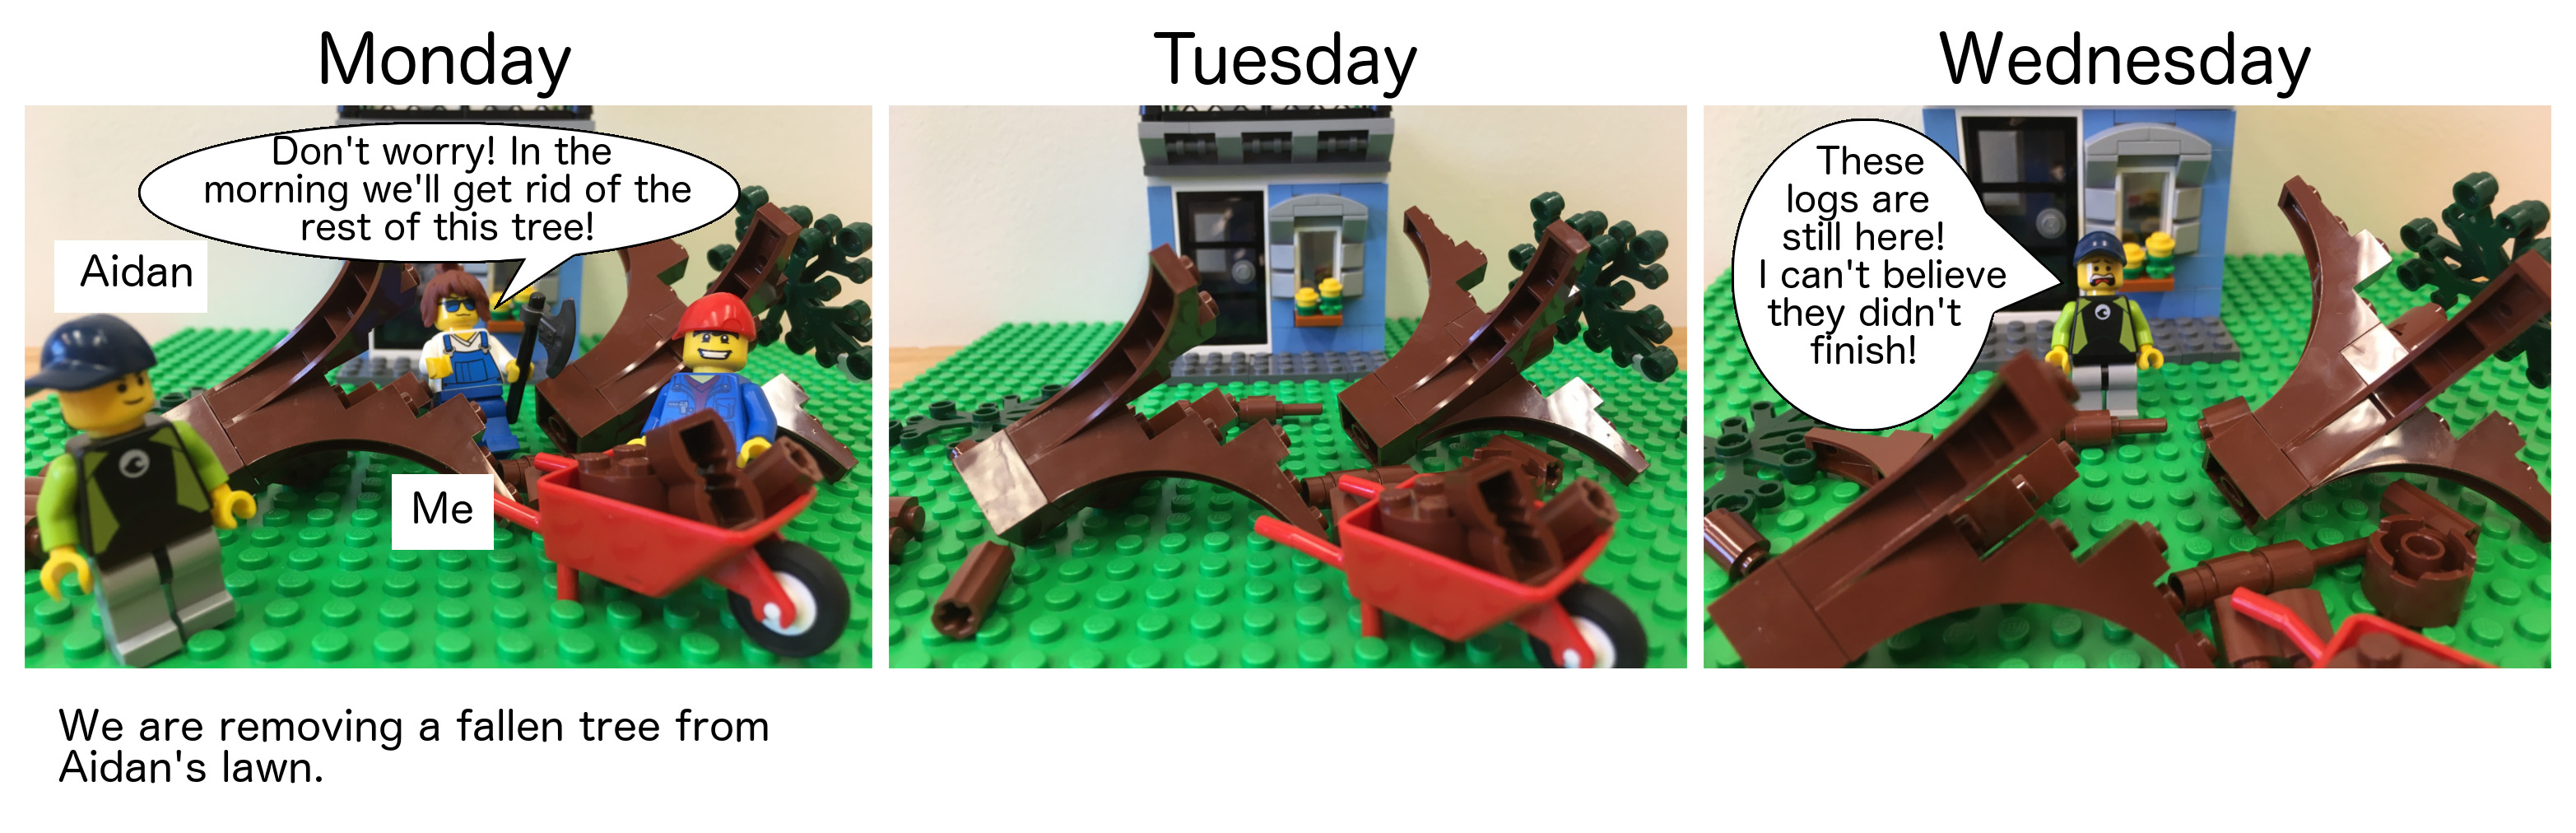 Monday
Tuesday
Wednesday
Don't worry! In the
morning we'll get rid of the
rest of this tree!
Aidan
Me
These
logs are
still here!
I can't believe
they didn't
finish!
We are removing a fallen tree from
Aidan's lawn.